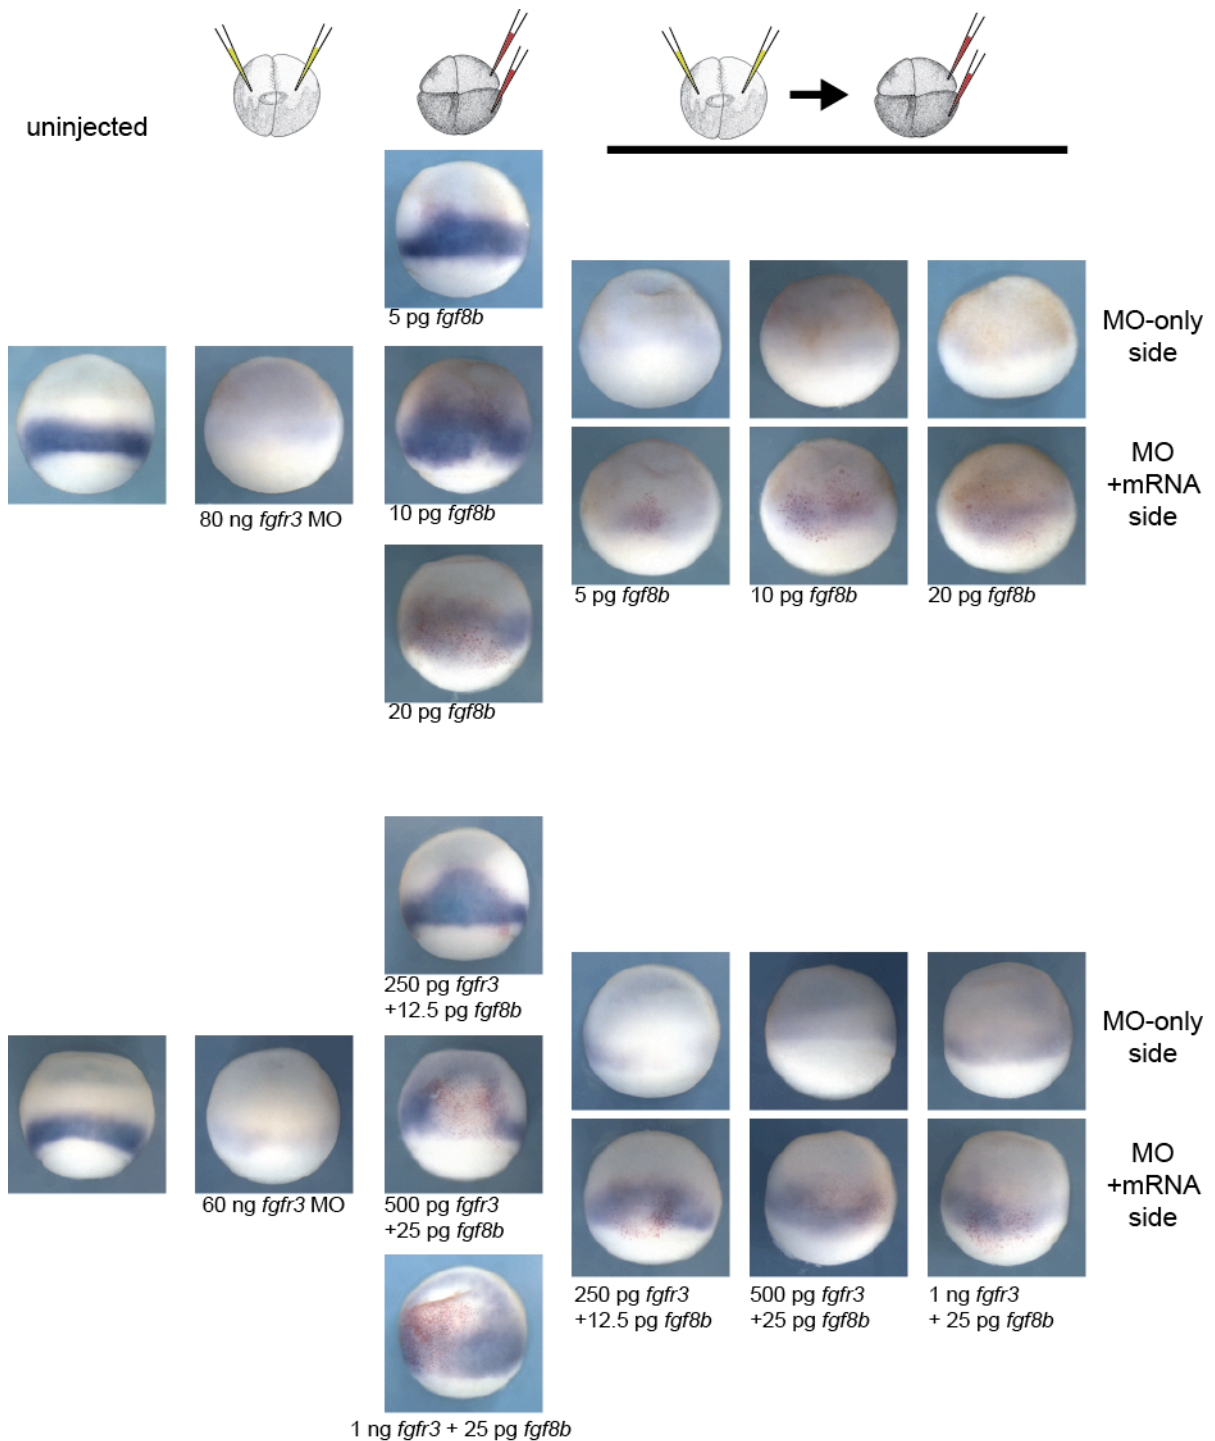 uninjected
5 pg fgf8b
MO-only
side
80 ng fgfr3 MO
10 pg fgf8b
MO
+mRNA
side
5 pg fgf8b
10 pg fgf8b
20 pg fgf8b
20 pg fgf8b
250 pg fgfr3
+12.5 pg fgf8b
MO-only
side
60 ng fgfr3 MO
500 pg fgfr3
+25 pg fgf8b
MO
+mRNA
side
250 pg fgfr3
+12.5 pg fgf8b
500 pg fgfr3
+25 pg fgf8b
1 ng fgfr3
+ 25 pg fgf8b
1 ng fgfr3 + 25 pg fgf8b